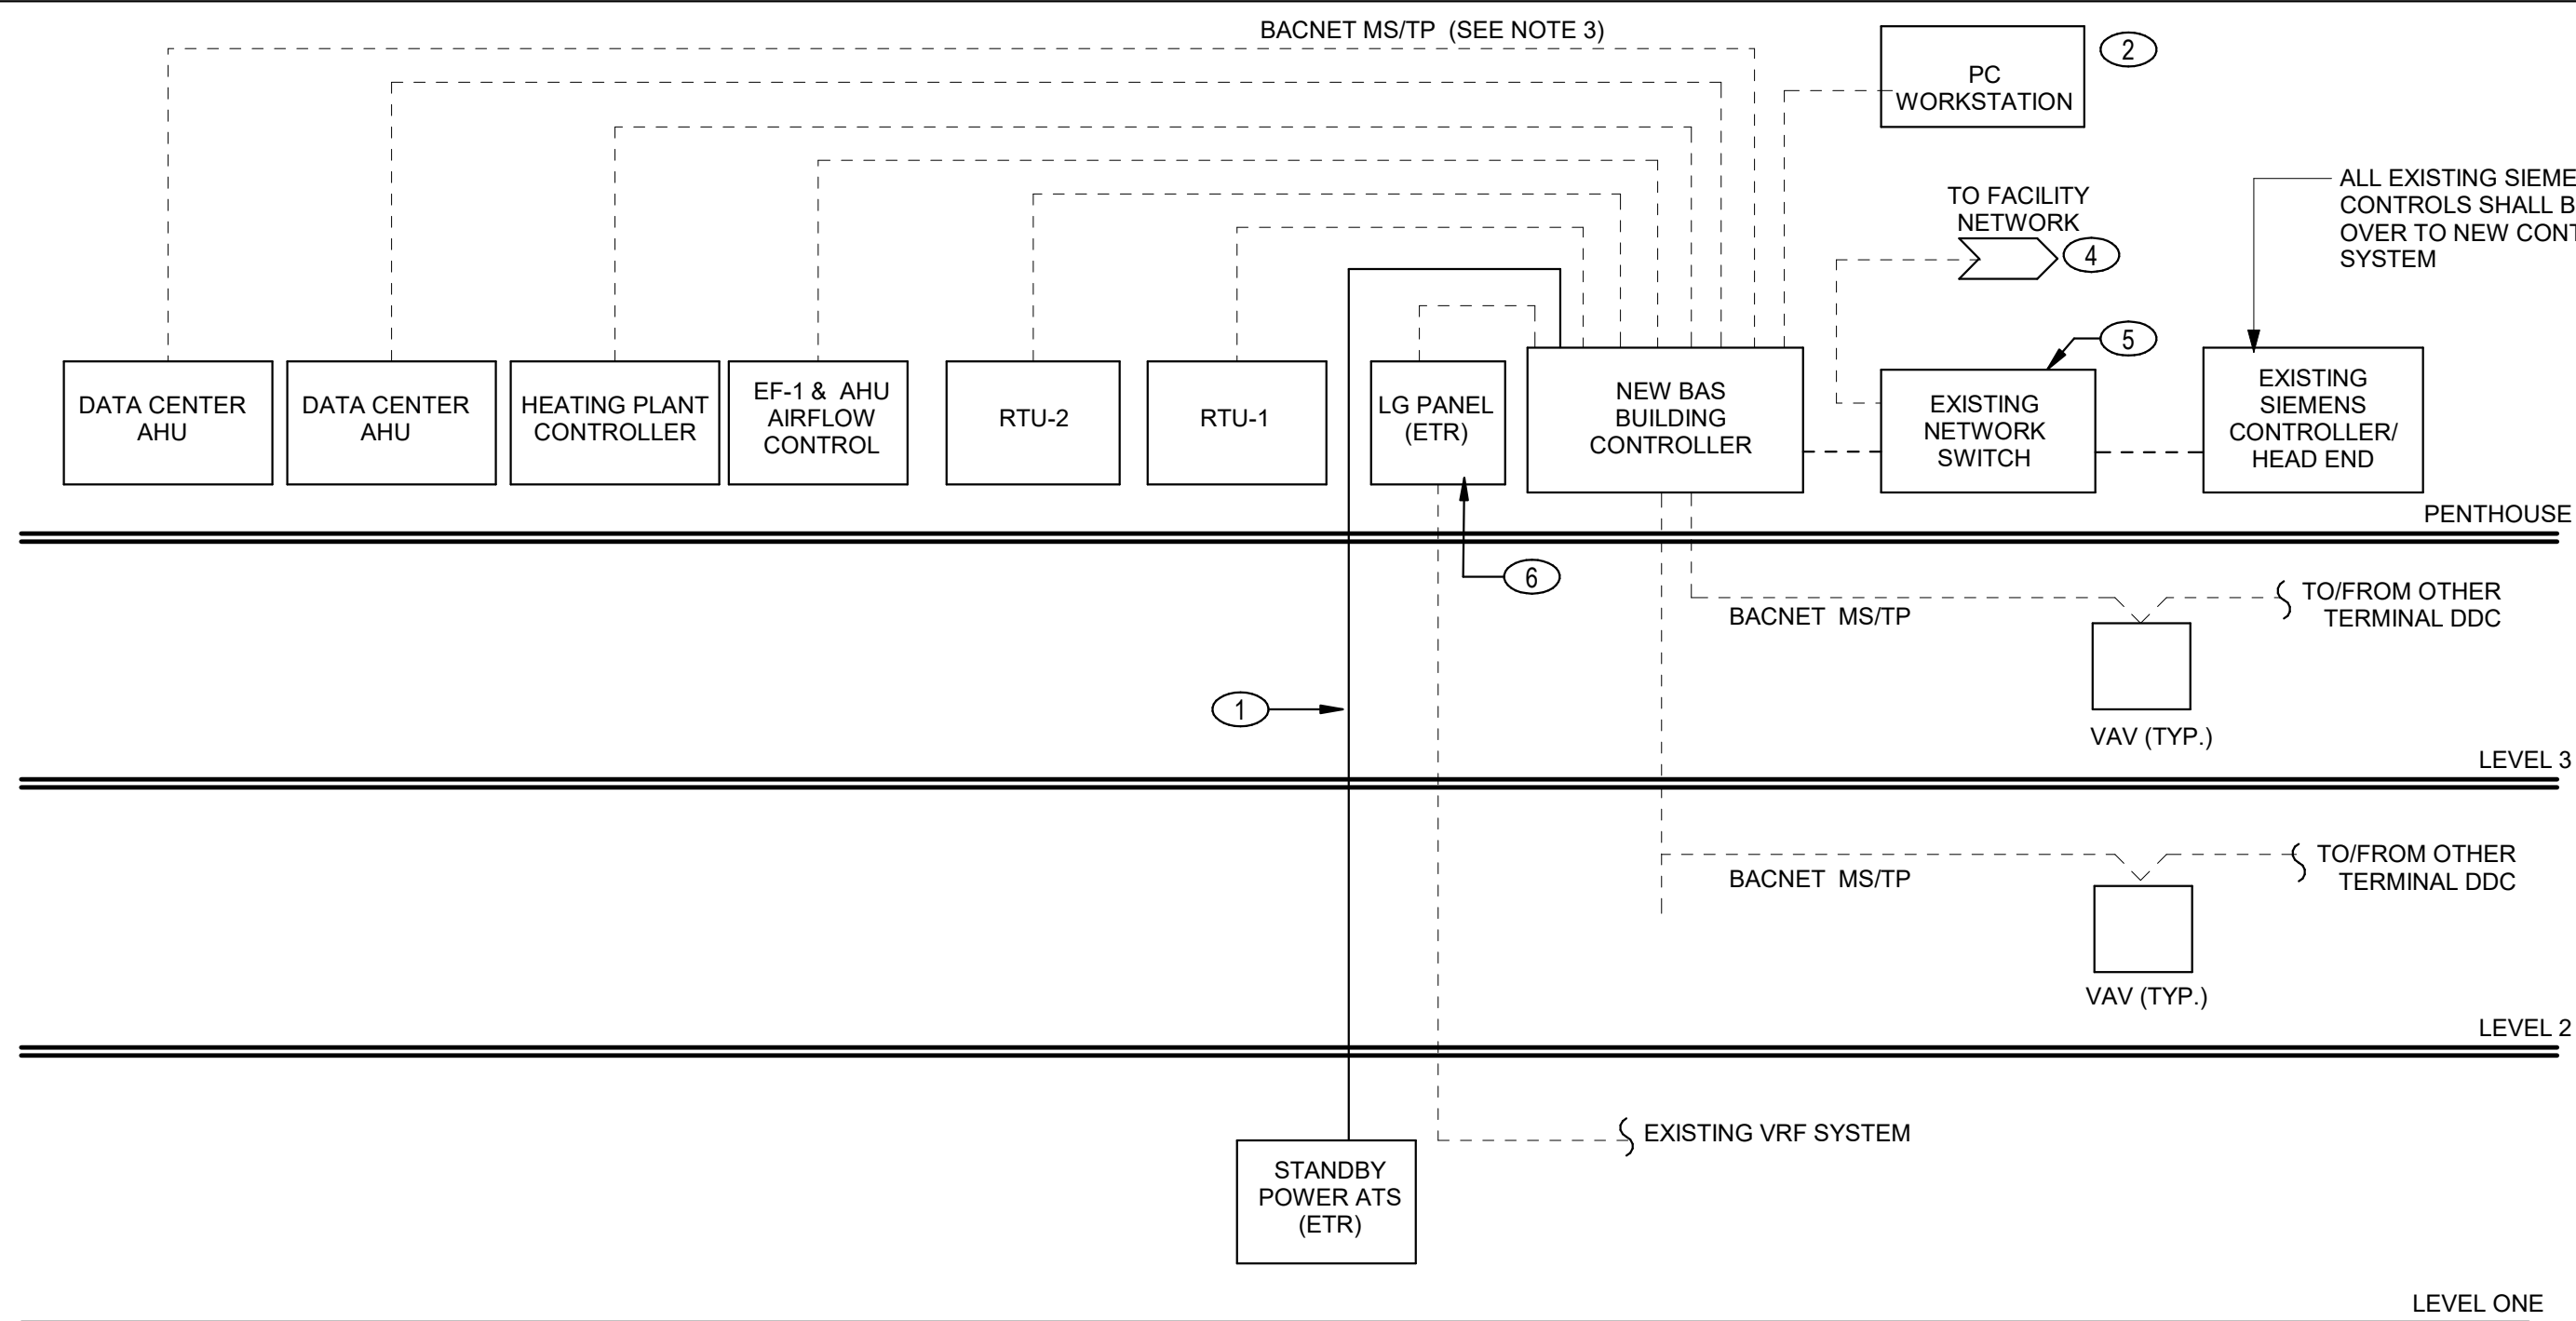 BACNET MS/TP (SEE NOTE 3)
PC
WORKSTATION
2
TO FACILITY
NETWORK
4
ALL EXISTING
CONTROLS SHALL
OVER TO NEW
SYSTEM
5
DATA CENTER
AHU
DATA CENTER
AHU
HEATING PLANT
CONTROLLER
EF-1 & AHU
AIRFLOW
CONTROL
RTU-2
RTU-1
LG PANEL
(ETR)
NEW BAS
BUILDING
CONTROLLER
EXISTING
NETWORK
SWITCH
EXISTING
SIEMENS
CONTROLLER/
HEAD END
PENTHOUSE
6
BACNET MS/TP
TO/FROM OTHER
TERMINAL DDC
1
VAV (TYP.)
LEVEL 3
BACNET MS/TP
TO/FROM OTHER
TERMINAL DDC
VAV (TYP.)
LEVEL 2
EXISTING VRF SYSTEM
STANDBY
POWER ATS
(ETR)
LEVEL ONE